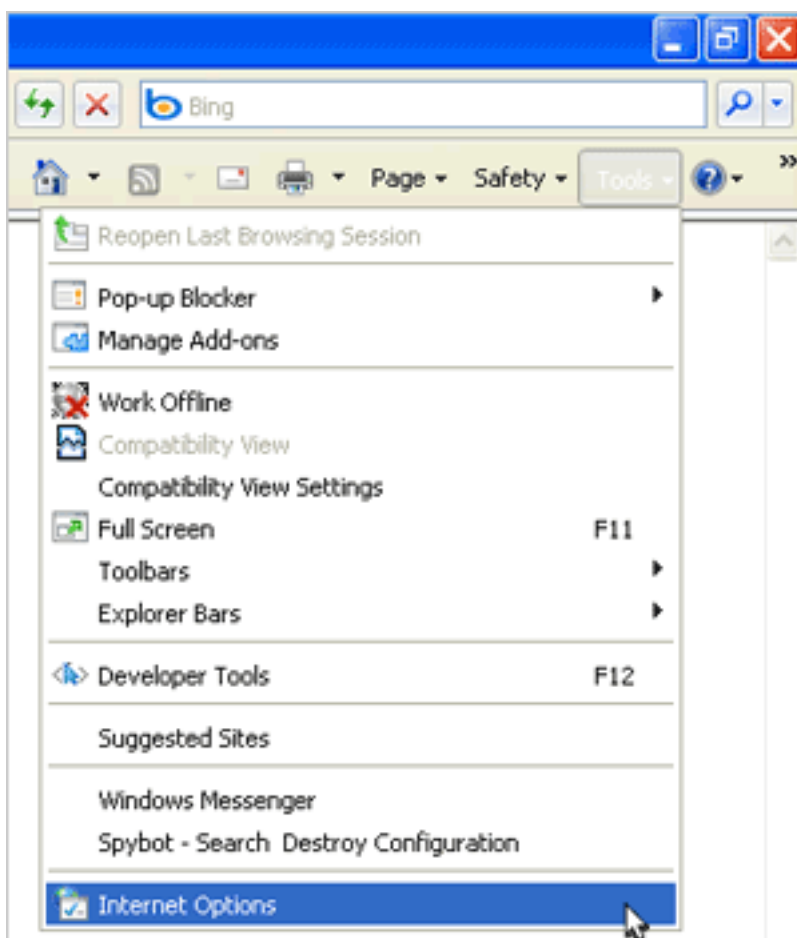 Bing
Page Safety Tools »
Reopen Last Browsing Session
Pop-up Blocker
Manage Add-ons
Work Offline
Compatibility View
Compatibility View Settings
Full Screen F11
Toolbars
Explorer Bars
Developer Tools F12
Suggested Sites
Windows Messenger
Spybot - Search Destroy Configuration
Internet Options